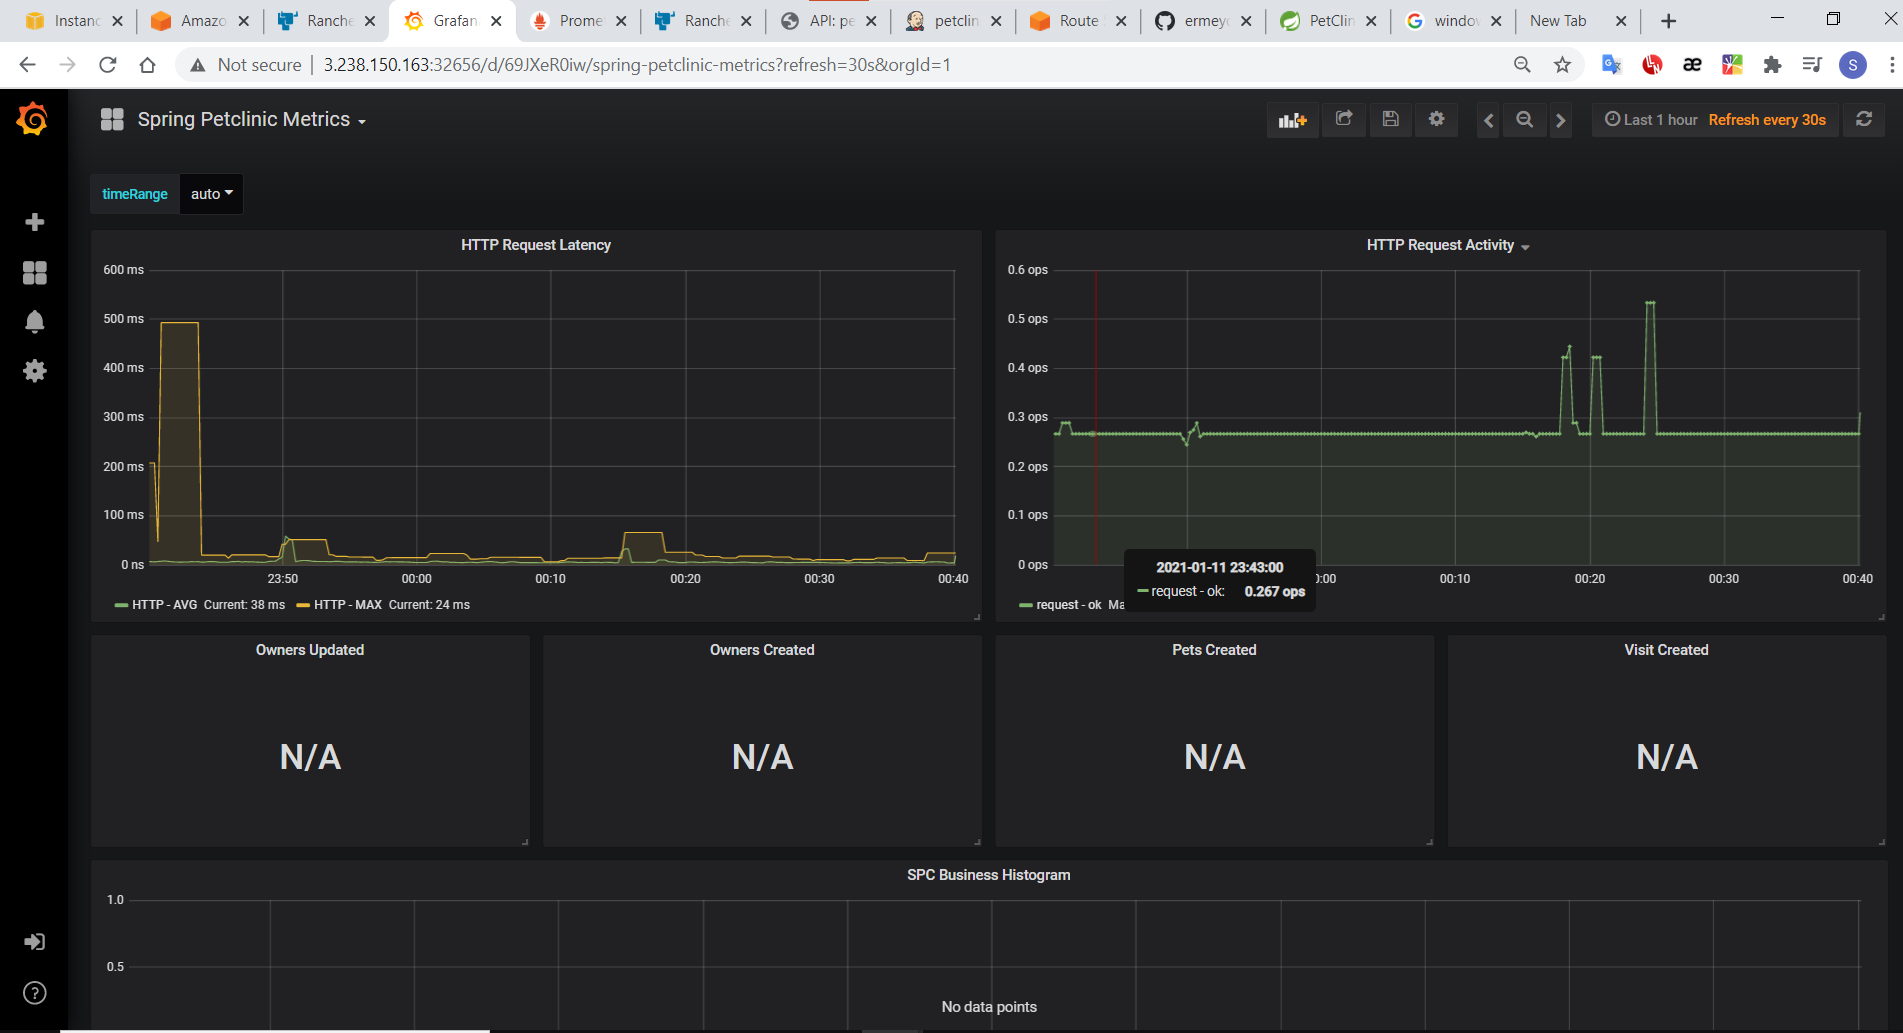 Instanc
Amazo
Ranche
Grafana
Prome
Ranche
API: pe
petclin
Route
ermeyc
PetClin
window
New Tab
Not secure
3.238.150.163:32656/d/69JXeR0iw/spring-petclinic-metrics?refresh=30s&orgId=1
S
Spring Petclinic Metrics
Last 1 hour Refresh every 30s
timeRange auto
HTTP Request Latency
600 ms
500 ms
400 ms
300 ms
200 ms
100 ms
0 ns
23:50 00:00 00:10 00:20 00:30 00:40
HTTP - AVG Current: 38 ms HTTP - MAX Current: 24 ms
HTTP Request Activity
0.6 ops
0.5 ops
0.4 ops
0.3 ops
0.2 ops
0.1 ops
0 ops
0:00 00:10 00:20 00:30 00:40
2021-01-11 23:43:00
request - ok: 0.267 ops
request - ok Ma
Owners Updated
N/A
Owners Created
N/A
Pets Created
N/A
Visit Created
N/A
SPC Business Histogram
1.0
0.5
No data points